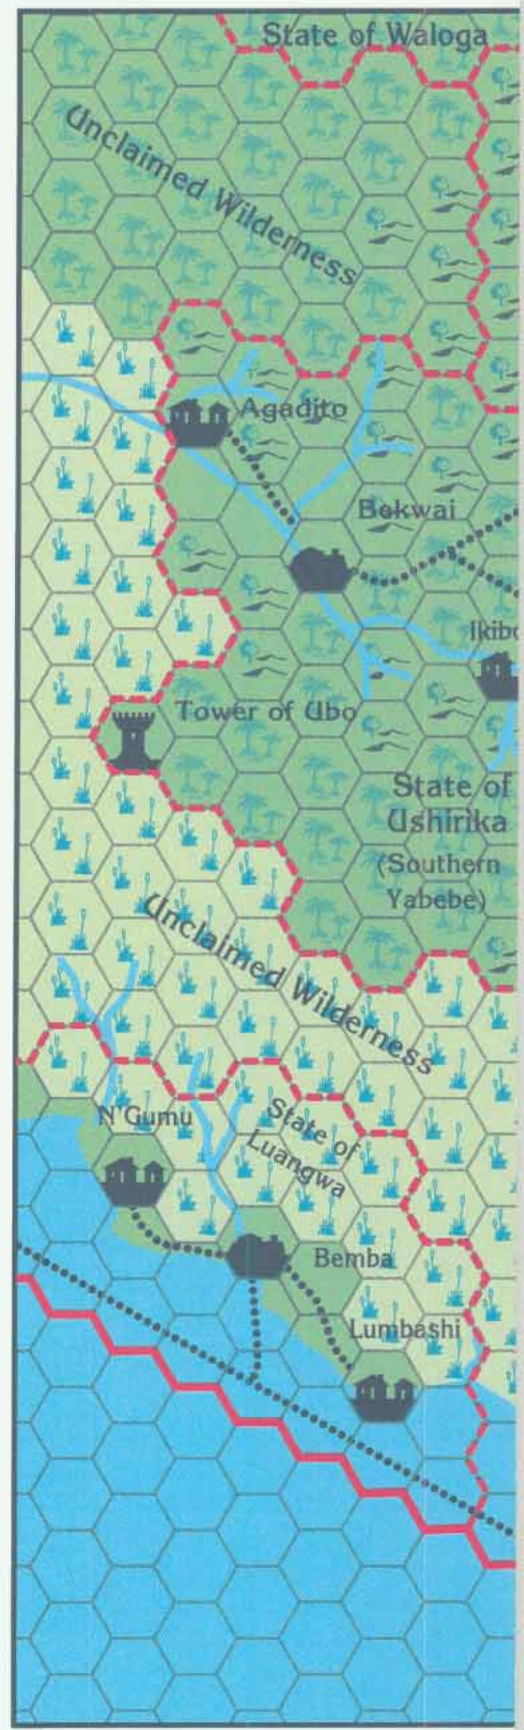 State of Waloga
Unclaimed Wilderness
Agadito
Bokwai
Tower of Ubo
State of
Ushirika
(Southern
Yabebe)
Unclaimed Wilderness
N'Gumu
State of
Luangwa
Bemba
Lumbashi